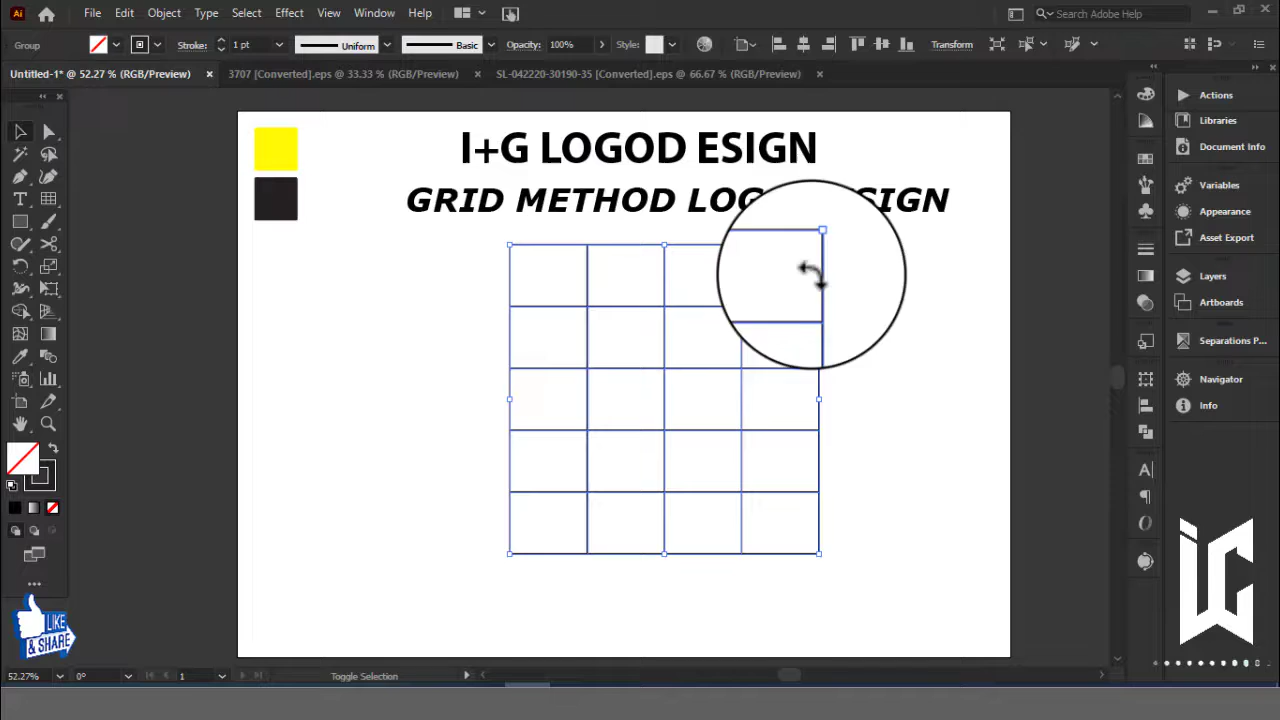 Ai File Edit Object Type Select Effect View Window Help Search Adobe Help
Group Stroke: 1 pt Uniform Basic Opacity: 100% Style: Transform
Untitled-1* @ 52.27 % (RGB/Preview) × 3707 [Converted].eps @ 33.33 % (RGB/Preview) × SL-042220-30190-35 [Converted].eps @ 66.67 % (RGB/Preview) ×
I+G LOGOD ESIGN
GRID METHOD LOG SIGN
Actions
Libraries
Document Info
Variables
Appearance
Asset Export
Layers
Artboards
Separations P...
Navigator
Info
LIKE
& SHARE
52.27% 0° 1 Toggle Selection